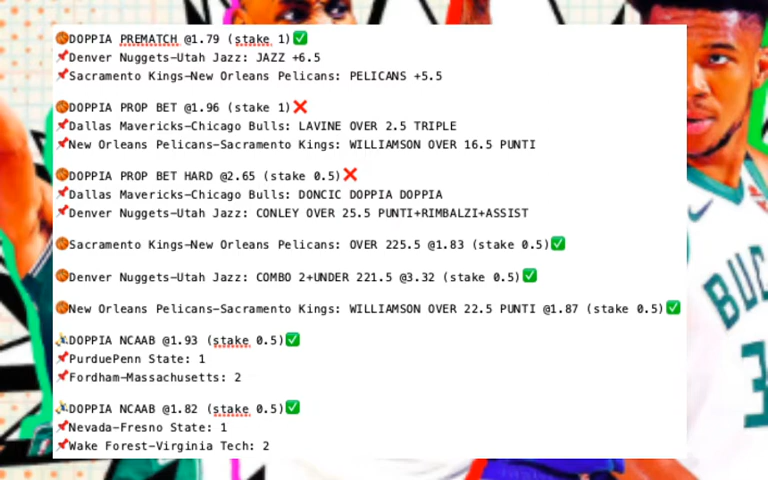 🏀DOPPIA PREMATCH @1.79 (stake 1)✅
📌Denver Nuggets-Utah Jazz: JAZZ +6.5
📌Sacramento Kings-New Orleans Pelicans: PELICANS +5.5
🏀DOPPIA PROP BET @1.96 (stake 1)❌
📌Dallas Mavericks-Chicago Bulls: LAVINE OVER 2.5 TRIPLE
📌New Orleans Pelicans-Sacramento Kings: WILLIAMSON OVER 16.5 PUNTI
🏀DOPPIA PROP BET HARD @2.65 (stake 0.5)❌
📌Dallas Mavericks-Chicago Bulls: DONCIC DOPPIA DOPPIA
📌Denver Nuggets-Utah Jazz: CONLEY OVER 25.5 PUNTI+RIMBALZI+ASSIST
🏀Sacramento Kings-New Orleans Pelicans: OVER 225.5 @1.83 (stake 0.5)✅
🏀Denver Nuggets-Utah Jazz: COMBO 2+UNDER 221.5 @3.32 (stake 0.5)✅
🏀New Orleans Pelicans-Sacramento Kings: WILLIAMSON OVER 22.5 PUNTI @1.87 (stake 0.5)✅
DOPPIA NCAAB @1.93 (stake 0.5)✅
📌PurduePenn State: 1
📌Fordham-Massachusetts: 2
DOPPIA NCAAB @1.82 (stake 0.5)✅
📌Nevada-Fresno State: 1
📌Wake Forest-Virginia Tech: 2
BUC
3